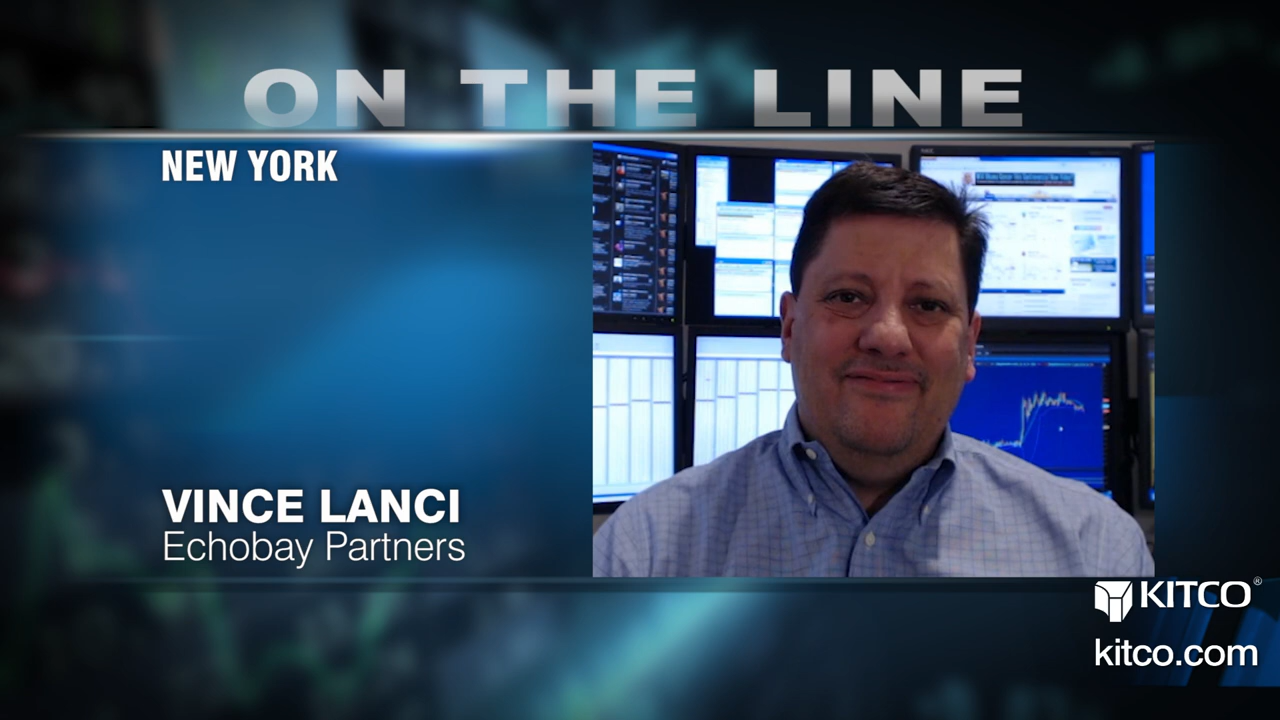 ON THE LINE
NEW YORK
VINCE LANCI
Echobay Partners
KITCO®
kitco.com